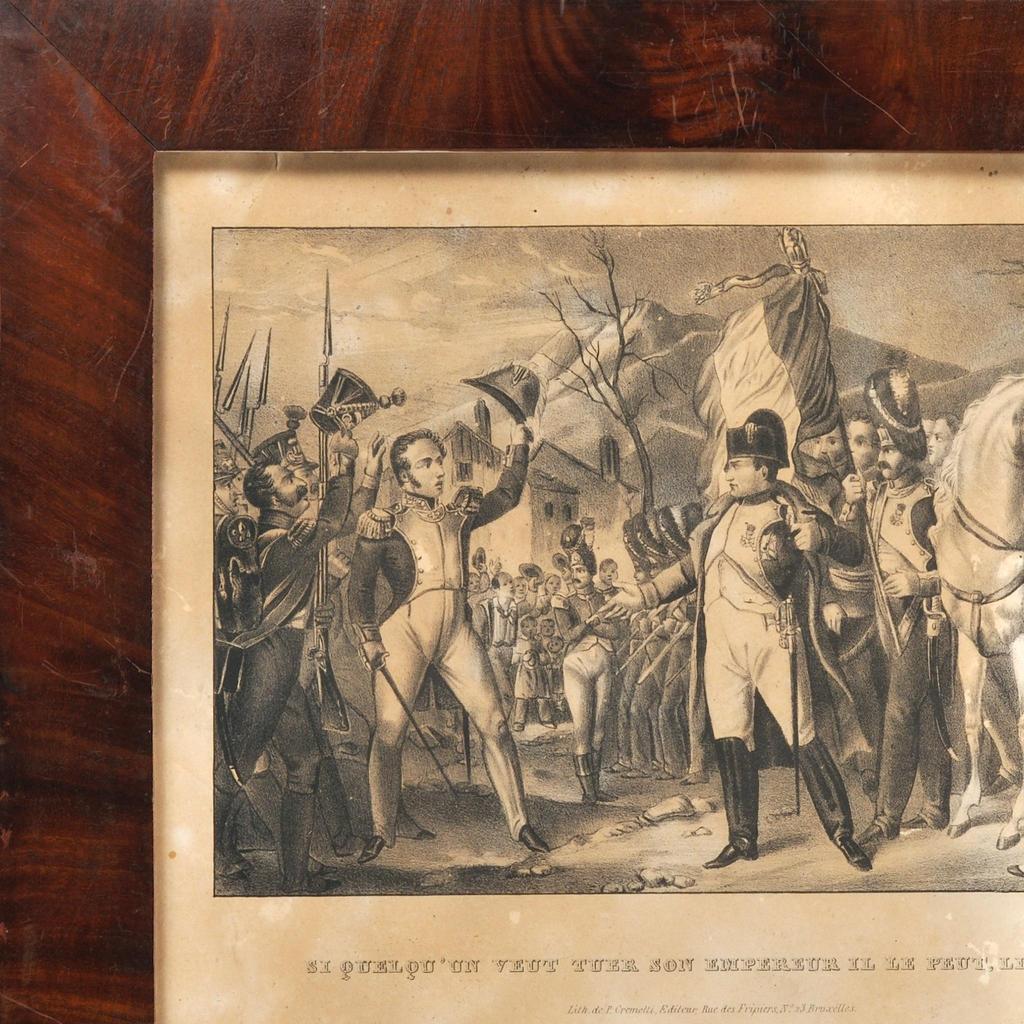 SI QUELQU'UN VEUT TUER SON EMPEREUR IL LE PEUT, LE
Lith. de P. Cremetti, Editeur, Rue des Fripiers, N.º 23 Bruxelles.